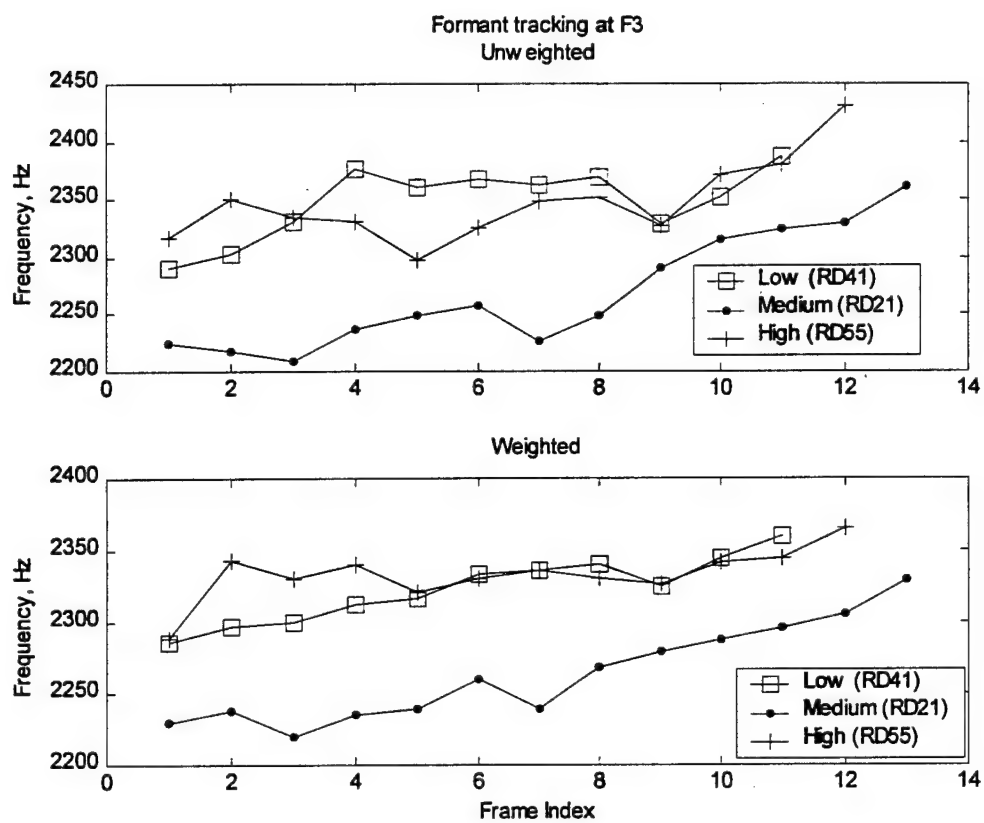 Formant tracking at F3
Unweighted
2450
2400
2350
2300
2250
2200
Frequency, Hz
Low (RD41)
Medium (RD21)
High (RD55)
0 2 4 6 8 10 12 14
Weighted
2400
2350
2300
2250
2200
Frequency, Hz
Low (RD41)
Medium (RD21)
High (RD55)
0 2 4 6 8 10 12 14
Frame Index